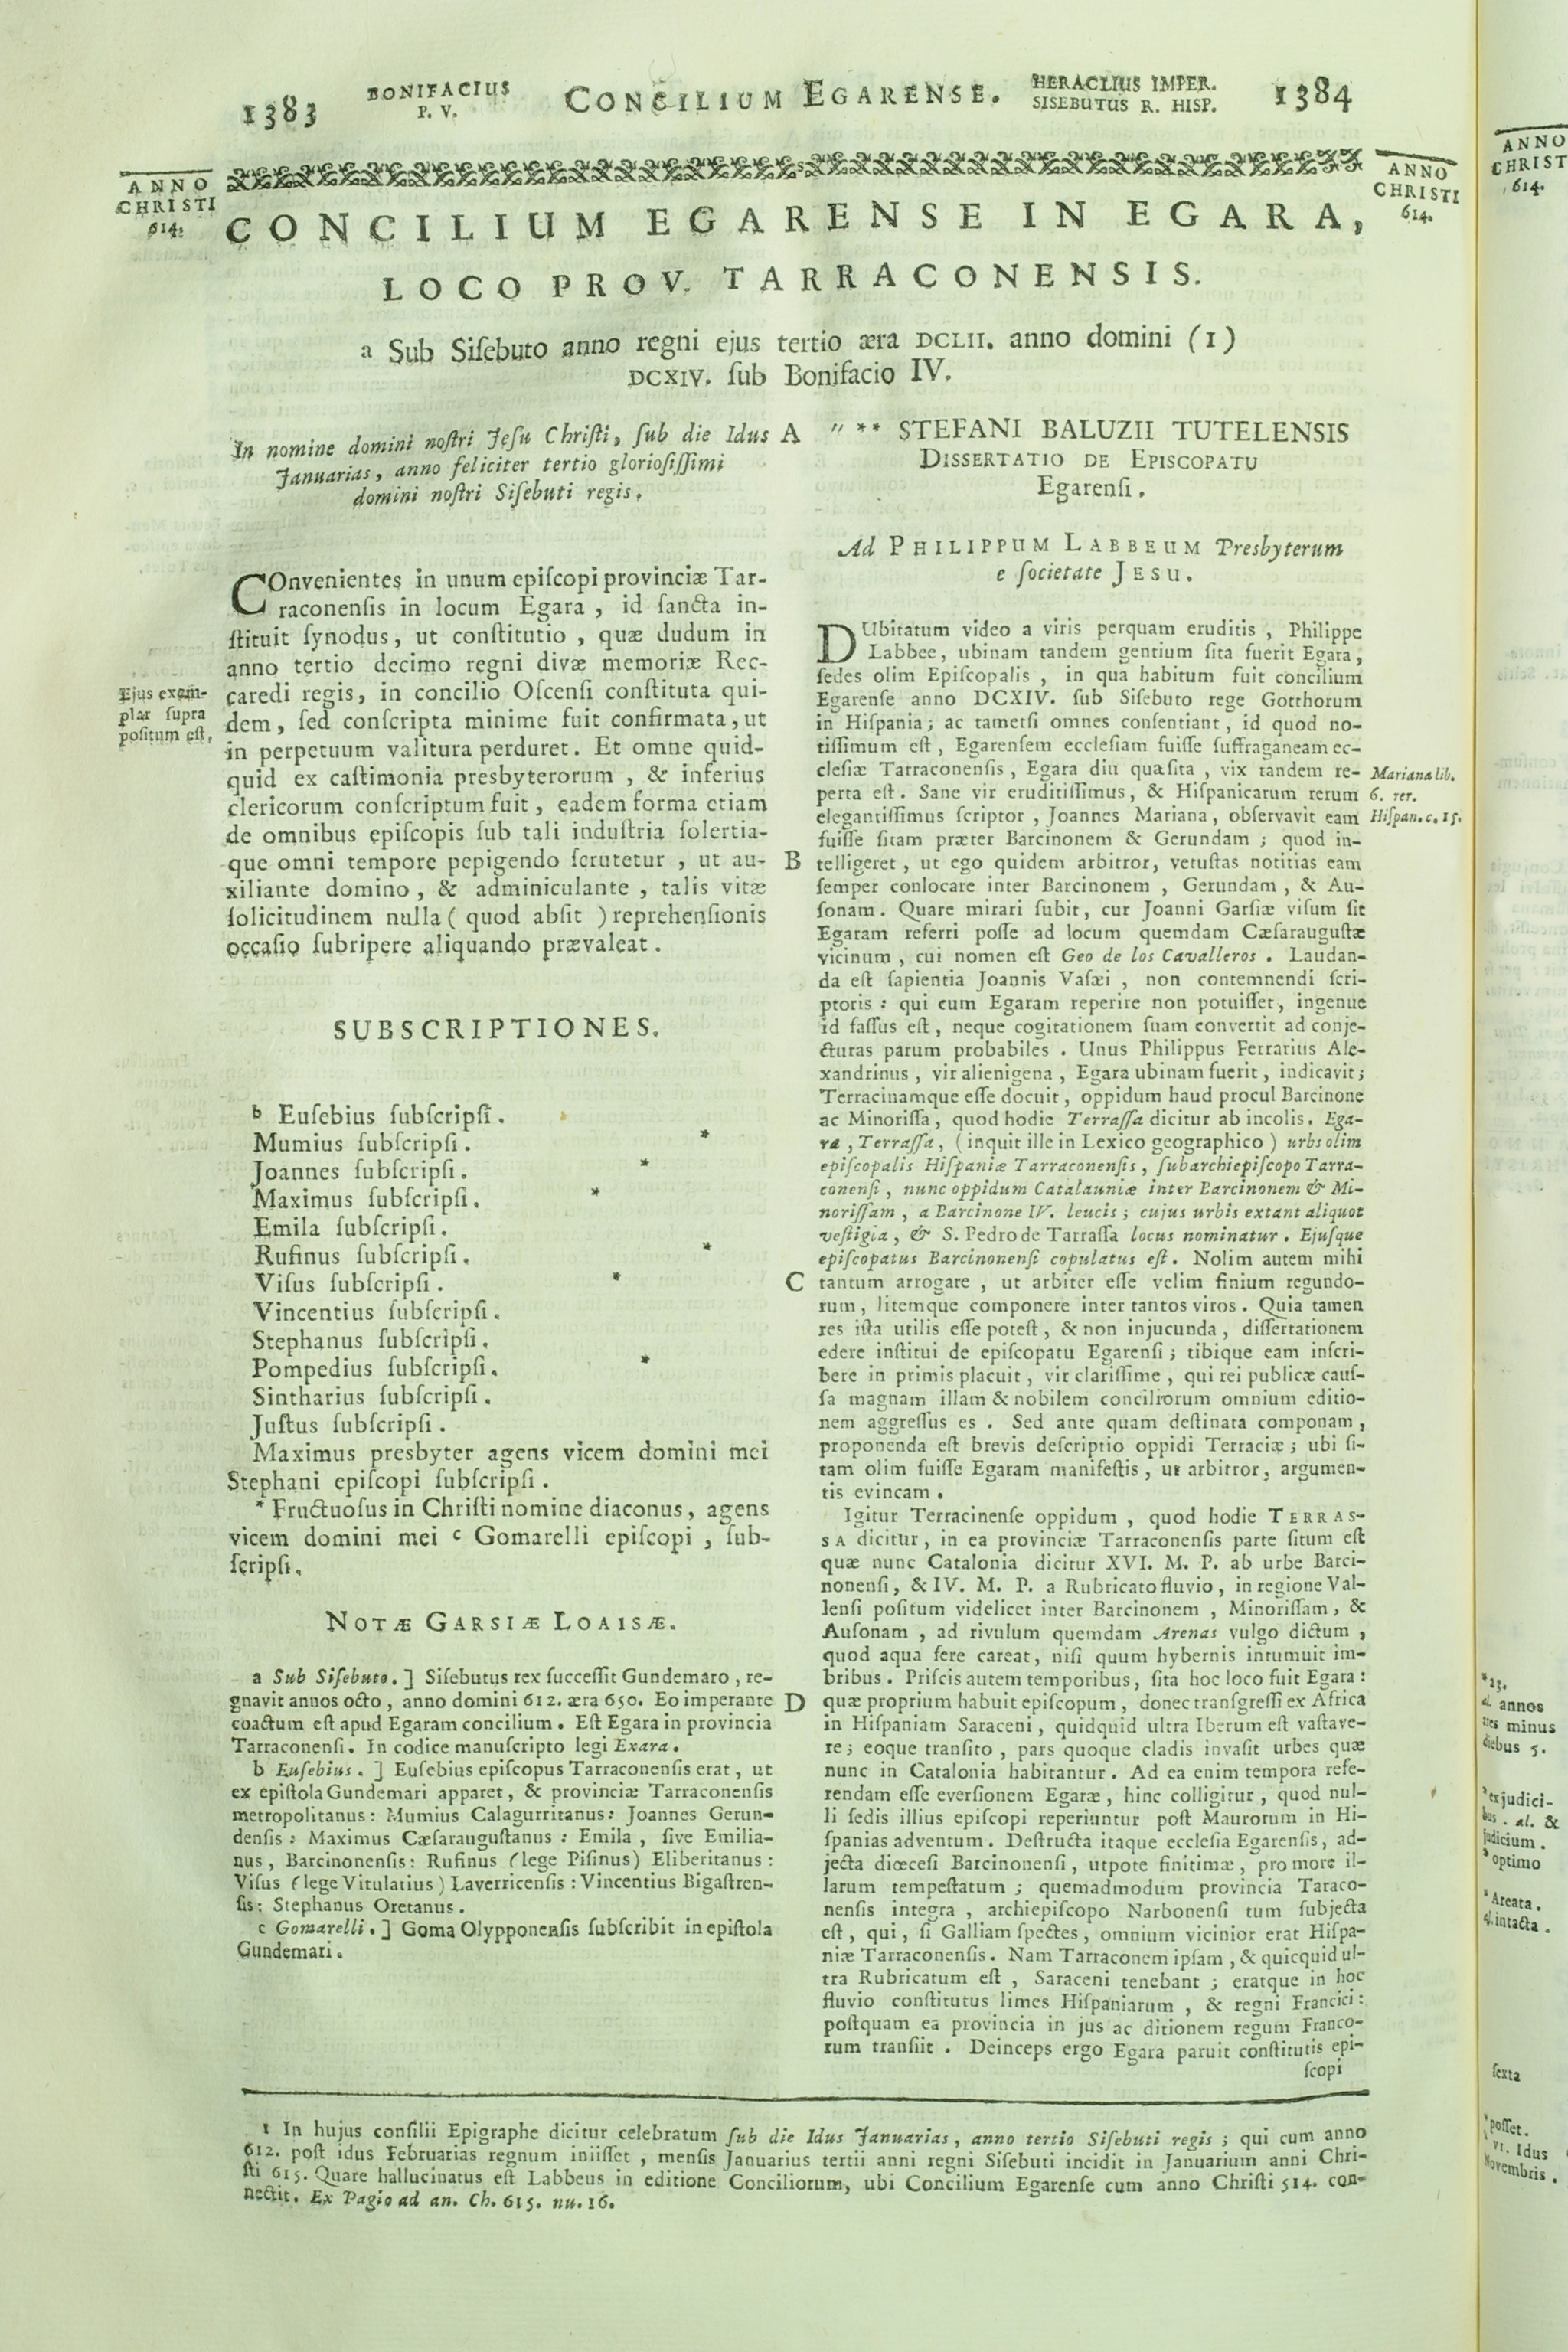 1383
BONIFACIUS
P. V.
CONCILIUM EGARENSE.
HERACLIUS IMPER.
SISEBUTUS R. HISP.
1384
ANNO
CHRISTI
614.
ANNO
CHRISTI
614.
CONCILIUM EGARENSE IN EGARA,
LOCO PROV. TARRACONENSIS.
a Sub Siſebuto anno regni ejus tertio æra DCLII. anno domini (1)
DCXIV. ſub Bonifacio IV.
In nomine domini noſtri Jeſu Chriſti, ſub die Idus
Januarias, anno feliciter tertio glorioſiſſimi
domini noſtri Siſebuti regis.
COnvenientes in unum epiſcopi provinciæ Tar-
raconenſis in locum Egara, id ſancta in-
ſtituit ſynodus, ut conſtitutio, quæ dudum in
anno tertio decimo regni divæ memoriæ Rec-
caredi regis, in concilio Oſcenſi conſtituta qui-
dem, ſed conſcripta minime fuit confirmata, ut
in perpetuum valitura perduret. Et omne quid-
quid ex caſtimonia presbyterorum, & inferius
clericorum conſcriptum fuit, eadem forma etiam
de omnibus epiſcopis ſub tali induſtria ſolertia-
que omni tempore pepigendo ſcrutetur, ut au-
xiliante domino, & adminiculante, talis vitæ
ſolicitudinem nulla (quod abſit) reprehenſionis
occaſio ſubripere aliquando prævaleat.
Ejus exem-
plar ſupra
poſitum eſt.
SUBSCRIPTIONES.
b Euſebius ſubſcripſi.
Mumius ſubſcripſi. *
Joannes ſubſcripſi. *
Maximus ſubſcripſi. *
Emila ſubſcripſi.
Rufinus ſubſcripſi. *
Viſus ſubſcripſi. *
Vincentius ſubſcripſi.
Stephanus ſubſcripſi.
Pompedius ſubſcripſi. *
Sintharius ſubſcripſi.
Juſtus ſubſcripſi.
Maximus presbyter agens vicem domini mei
Stephani epiſcopi ſubſcripſi.
* Fructuoſus in Chriſti nomine diaconus, agens
vicem domini mei c Gomarelli epiſcopi, ſub-
ſcripſi.
NOTÆ GARSIÆ LOAISÆ.
a Sub Siſebuto.] Siſebutus rex ſucceſſit Gundemaro, re-
gnavit annos octo, anno domini 612. æra 650. Eo imperante
coactum eſt apud Egaram concilium. Eſt Egara in provincia
Tarraconenſi. In codice manuſcripto legi Exara.
b Euſebius.] Euſebius epiſcopus Tarraconenſis erat, ut
ex epiſtola Gundemari apparet, & provinciæ Tarraconenſis
metropolitanus: Mumius Calagurritanus: Joannes Gerun-
denſis: Maximus Cæſarauguſtanus: Emila, ſive Emilia-
nus, Barcinonenſis: Rufinus (lege Piſinus) Eliberitanus:
Viſus (lege Vitulatius) Laverricenſis: Vincentius Bigaſtren-
ſis: Stephanus Oretanus.
c Gomarelli.] Goma Olypponenſis ſubſcribit in epiſtola
Gundemari.
A
B
C
D
" ** STEFANI BALUZII TUTELENSIS
DISSERTATIO DE EPISCOPATU
Egarenſi.
Ad PHILIPPUM LABBEUM Presbyterum
e ſocietate JESU.
DUbitatum video a viris perquam eruditis, Philippe
Labbee, ubinam tandem gentium ſita fuerit Egara,
ſedes olim Epiſcopalis, in qua habitum fuit concilium
Egarenſe anno DCXIV. ſub Siſebuto rege Gotthorum
in Hiſpania; ac tametſi omnes conſentiant, id quod no-
tiſſimum eſt, Egarenſem eccleſiam fuiſſe ſuffraganeam ec-
cleſiæ Tarraconenſis, Egara diu quaſita, vix tandem re-
perta eſt. Sane vir eruditiſſimus, & Hiſpanicarum rerum
elegantiſſimus ſcriptor, Joannes Mariana, obſervavit eam
fuiſſe ſitam præter Barcinonem & Gerundam; quod in-
telligeret, ut ego quidem arbitror, vetuſtas notitias eam
ſemper conlocare inter Barcinonem, Gerundam, & Au-
ſonam. Quare mirari ſubit, cur Joanni Garſiæ viſum ſit
Egaram referri poſſe ad locum quemdam Cæſarauguſtæ
vicinum, cui nomen eſt Geo de los Cavalleros. Laudan-
da eſt ſapientia Joannis Vaſæi, non contemnendi ſcri-
ptoris: qui cum Egaram reperire non potuiſſet, ingenue
id faſſus eſt, neque cogitationem ſuam convertit ad conje-
cturas parum probabiles. Unus Philippus Ferrarius Ale-
xandrinus, vir alienigena, Egara ubinam fuerit, indicavit;
Terracinamque eſſe docuit, oppidum haud procul Barcinone
ac Minoriſſa, quod hodie Terraſſa dicitur ab incolis. Ega-
ra, Terraſſa, (inquit ille in Lexico geographico) urbs olim
epiſcopalis Hiſpaniæ Tarraconenſis, ſub archiepiſcopo Tarra-
conenſi, nunc oppidum Catalauniæ inter Barcinonem & Mi-
noriſſam, a Barcinone IV. leucis; cujus urbis extant aliquot
veſtigia, & S. Pedro de Tarraſſa locus nominatur. Ejuſque
epiſcopatus Barcinonenſi copulatus eſt. Nolim autem mihi
tantum arrogare, ut arbiter eſſe velim finium regundo-
rum, litemque componere inter tantos viros. Quia tamen
res iſta utilis eſſe poteſt, & non injucunda, diſſertationem
edere inſtitui de epiſcopatu Egarenſi; tibique eam inſcri-
bere in primis placuit, vir clariſſime, qui rei publicæ cauſ-
ſa magnam illam & nobilem conciliorum omnium editio-
nem aggreſſus es. Sed ante quam deſtinata componam,
proponenda eſt brevis deſcriptio oppidi Terraciæ; ubi ſi-
tam olim fuiſſe Egaram manifeſtis, ut arbitror, argumen-
tis evincam.
Igitur Terracinenſe oppidum, quod hodie TERRAS-
SA dicitur, in ea provinciæ Tarraconenſis parte ſitum eſt
quæ nunc Catalonia dicitur XVI. M. P. ab urbe Barci-
nonenſi, & IV. M. P. a Rubricato fluvio, in regione Val-
lenſi poſitum videlicet inter Barcinonem, Minoriſſam, &
Auſonam, ad rivulum quemdam Arenas vulgo dictum,
quod aqua fere careat, niſi quum hybernis intumuit im-
bribus. Priſcis autem temporibus, ſita hoc loco fuit Egara:
quæ proprium habuit epiſcopum, donec tranſgreſſi ex Africa
in Hiſpaniam Saraceni, quidquid ultra Iberum eſt vaſtave-
re; eoque tranſito, pars quoque cladis invaſit urbes quæ
nunc in Catalonia habitantur. Ad ea enim tempora refe-
rendam eſſe everſionem Egaræ, hinc colligitur, quod nul-
li ſedis illius epiſcopi reperiuntur poſt Maurorum in Hi-
ſpanias adventum. Deſtructa itaque eccleſia Egarenſis, ad-
jecta diœceſi Barcinonenſi, utpote finitimæ, pro more il-
larum tempeſtatum; quemadmodum provincia Taraco-
nenſis integra, archiepiſcopo Narbonenſi tum ſubjecta
eſt, qui, ſi Galliam ſpectes, omnium vicinior erat Hiſpa-
niæ Tarraconenſis. Nam Tarraconem ipſam, & quicquid ul-
tra Rubricatum eſt, Saraceni tenebant; eratque in hoc
fluvio conſtitutus limes Hiſpaniarum, & regni Francici:
poſtquam ea provincia in jus ac ditionem regum Franco-
rum tranſiit. Deinceps ergo Egara paruit conſtitutis epi-
ſcopi
Mariana lib.
6. rer.
Hiſpan. c. 15.
1 In hujus conſilii Epigraphe dicitur celebratum ſub die Idus Januarias, anno tertio Siſebuti regis; qui cum anno
612. poſt idus Februarias regnum iniiſſet, menſis Januarius tertii anni regni Siſebuti incidit in Januarium anni Chri-
ſti 615. Quare hallucinatus eſt Labbeus in editione Conciliorum, ubi Concilium Egarenſe cum anno Chriſti 514. con-
nectit. Ex Pagio ad an. Ch. 615. nu. 16.
ANNO
CHRIST
614.
annos
minus
diebus 5.
ex judici-
bus. al. &
judicium.
optimo
Areata.
al. intacta.
ſexta
poſſet.
VI. Idus
Novembris.